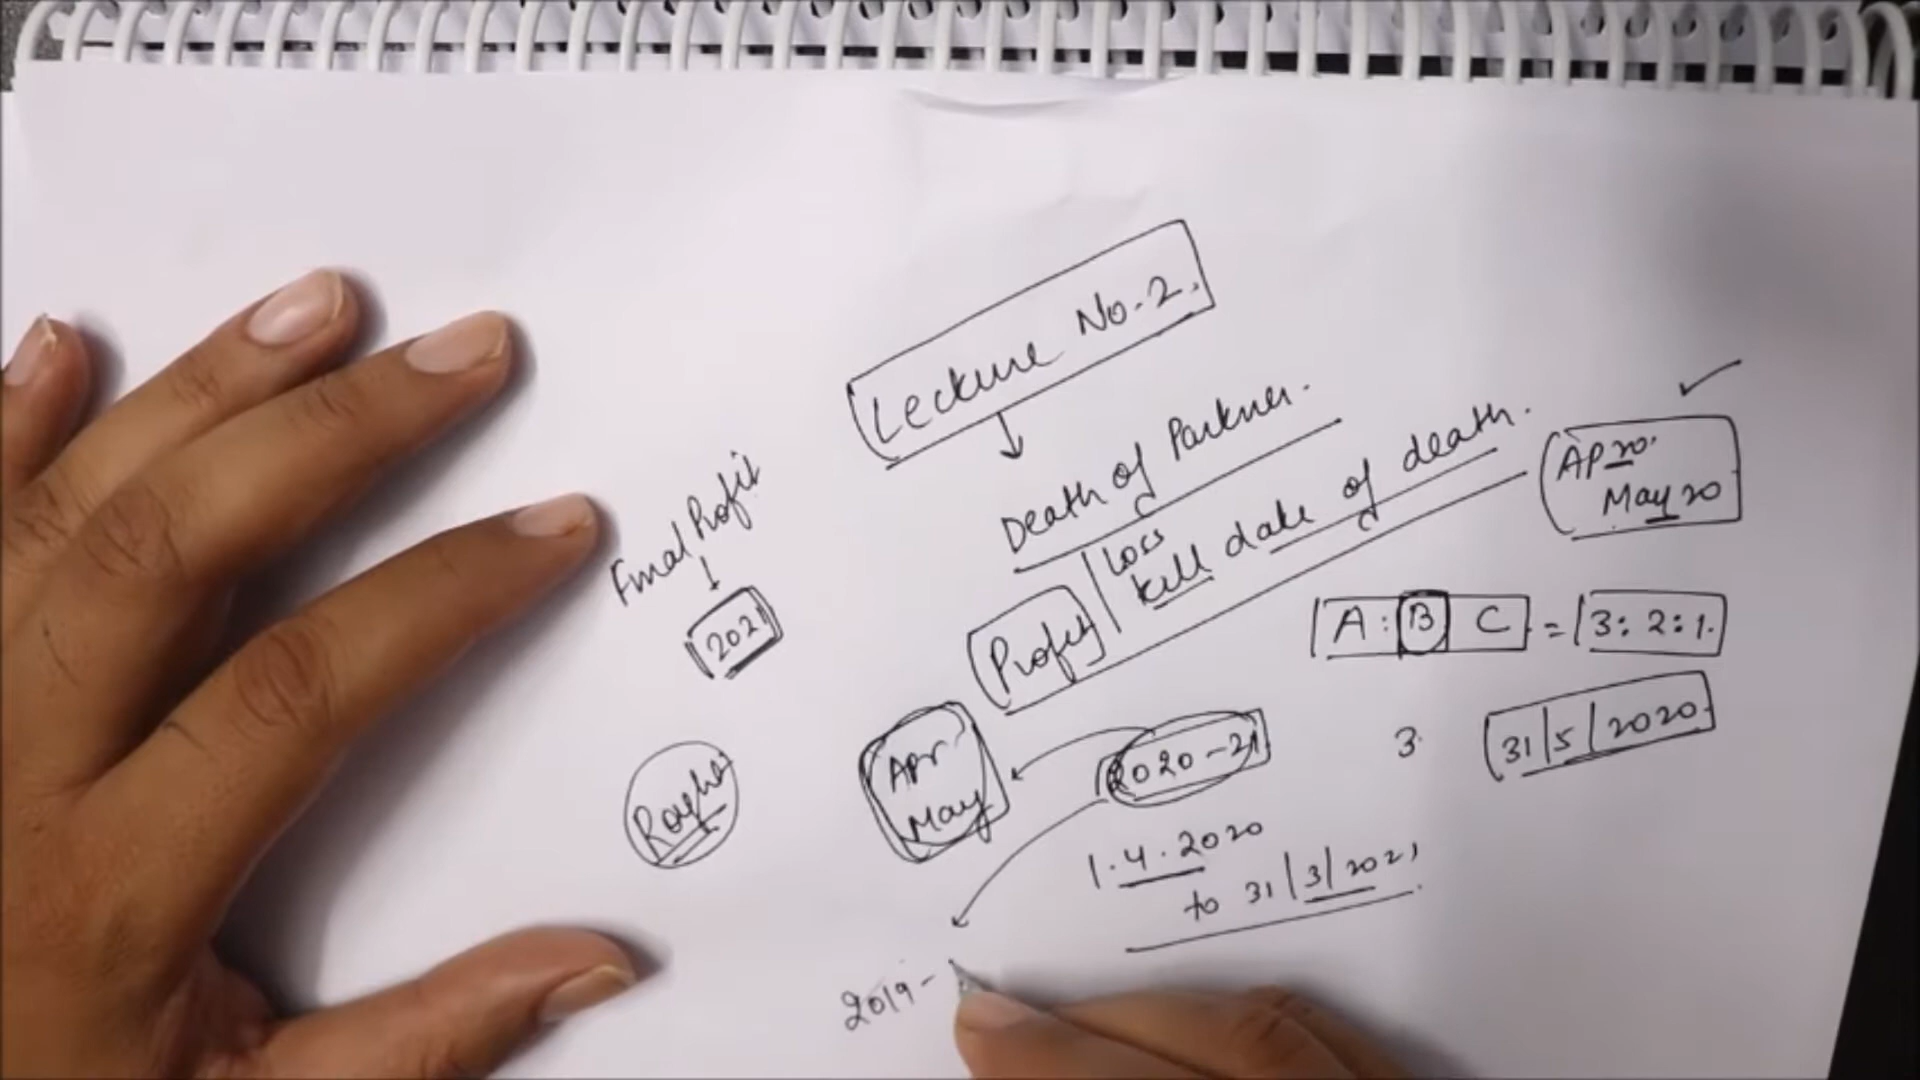 Lecture No-2.
Death of Partner.
Profit | Loss till date of death.
AP 20.
May 20
Final Profit
2021
A : B C = 3 : 2 : 1.
3
31/5/2020
2020-21
Apr
May
1.4.2020
to 31/3/2021
2019-